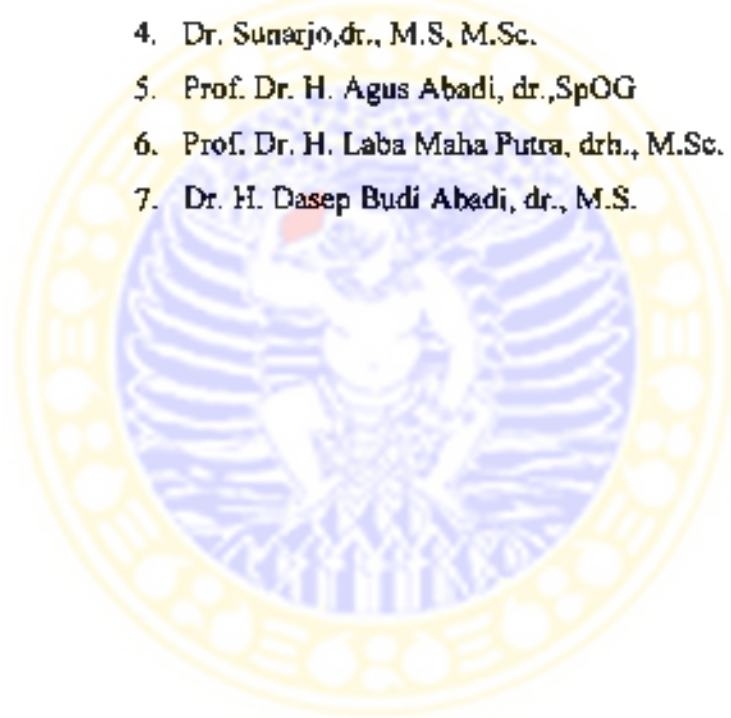 4. Dr. Sunarjo,dr., M.S, M.Sc.
5. Prof. Dr. H. Agus Abadi, dr.,SpOG
6. Prof. Dr. H. Laba Maha Putra, drh., M.Sc.
7. Dr. H. Dasep Budi Abadi, dr., M.S.